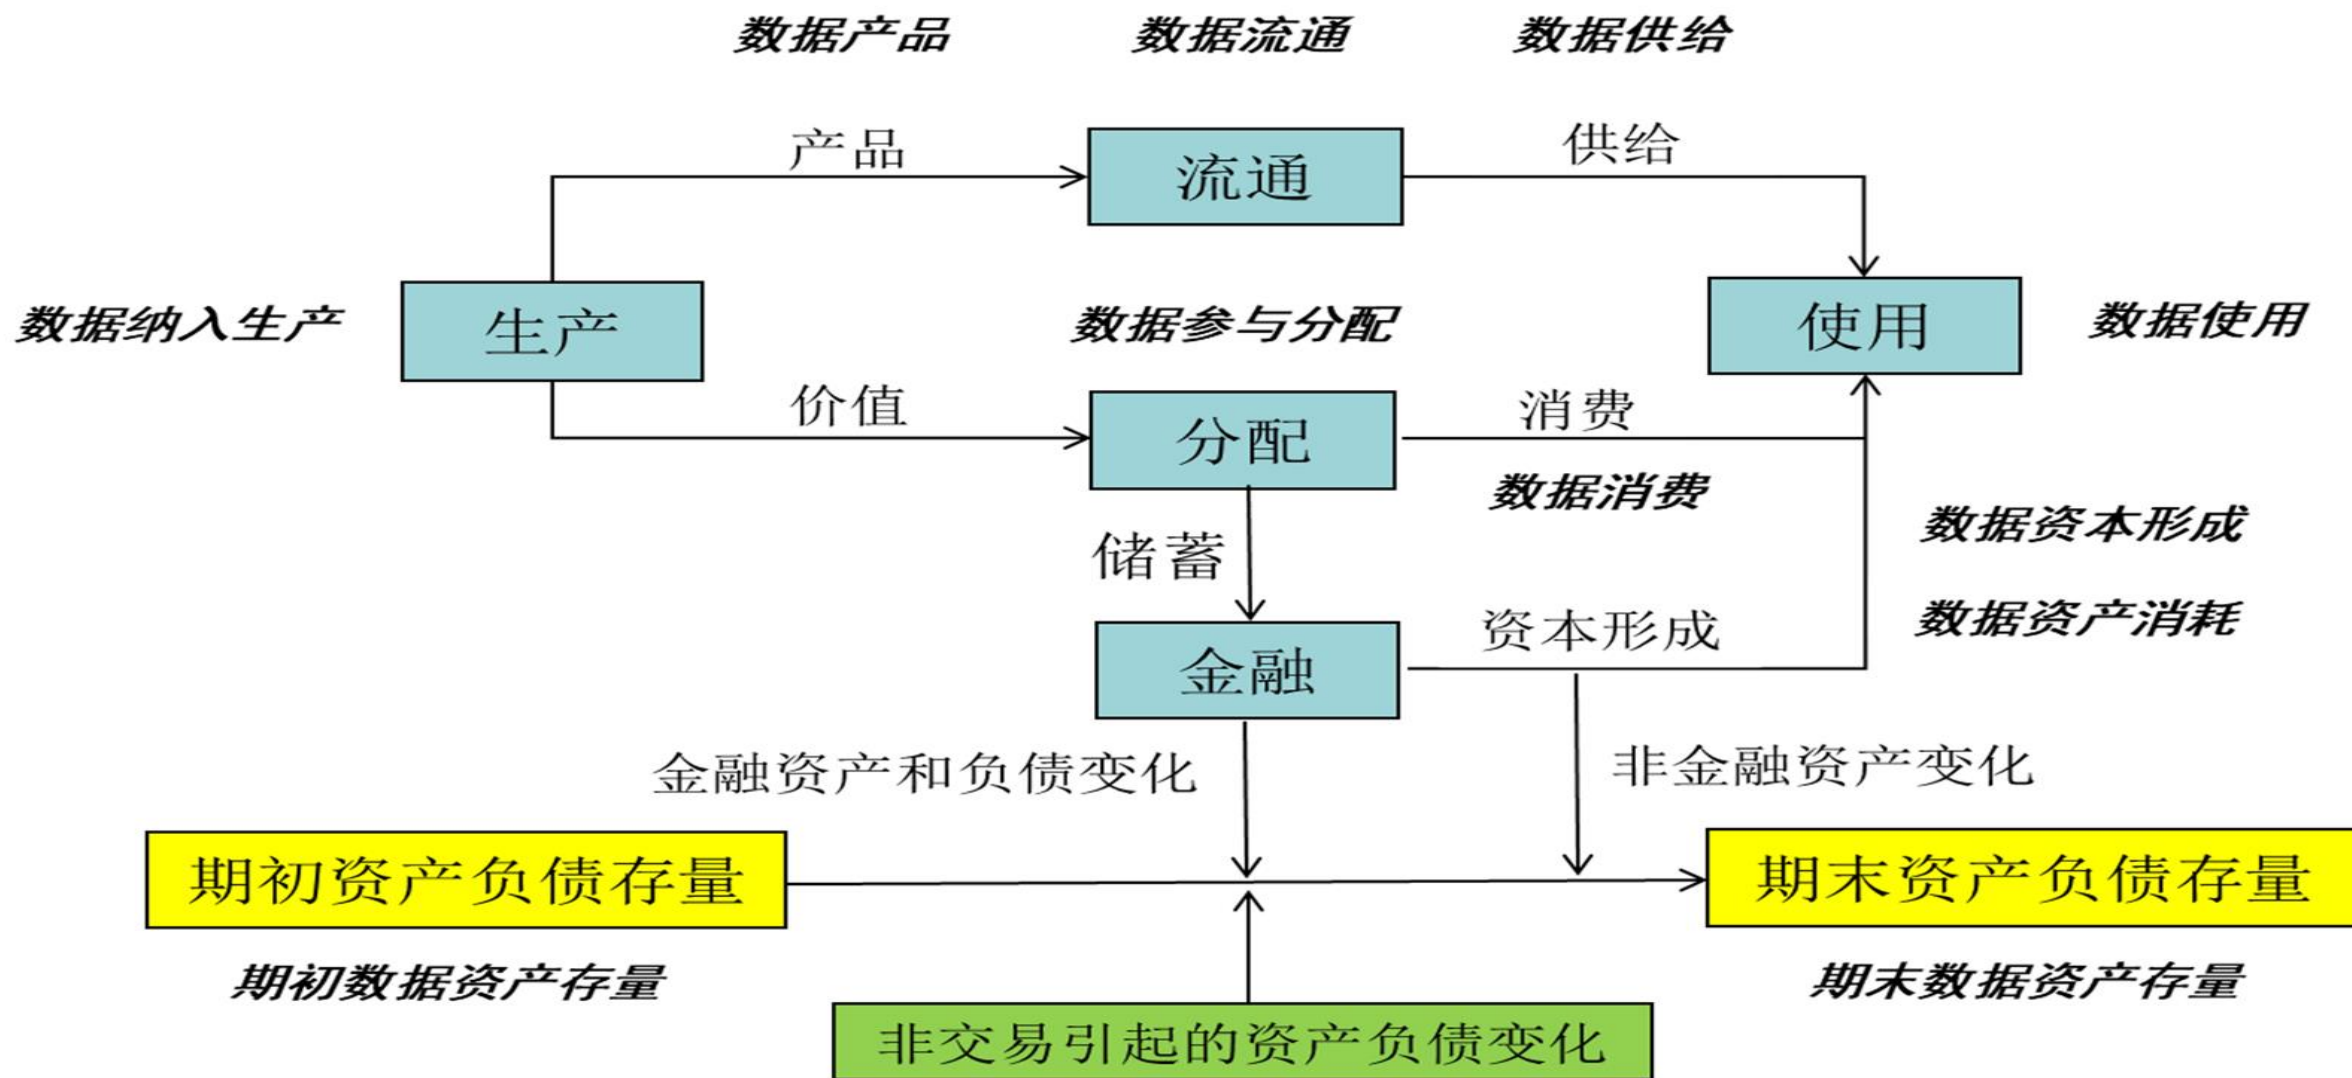 数据产品
数据流通
数据供给
产品
流通
供给
数据纳入生产
生产
数据参与分配
使用
数据使用
价值
分配
消费
数据消费
数据资本形成
储蓄
数据资产消耗
金融
资本形成
金融资产和负债变化
非金融资产变化
期初资产负债存量
期末资产负债存量
期初数据资产存量
期末数据资产存量
非交易引起的资产负债变化